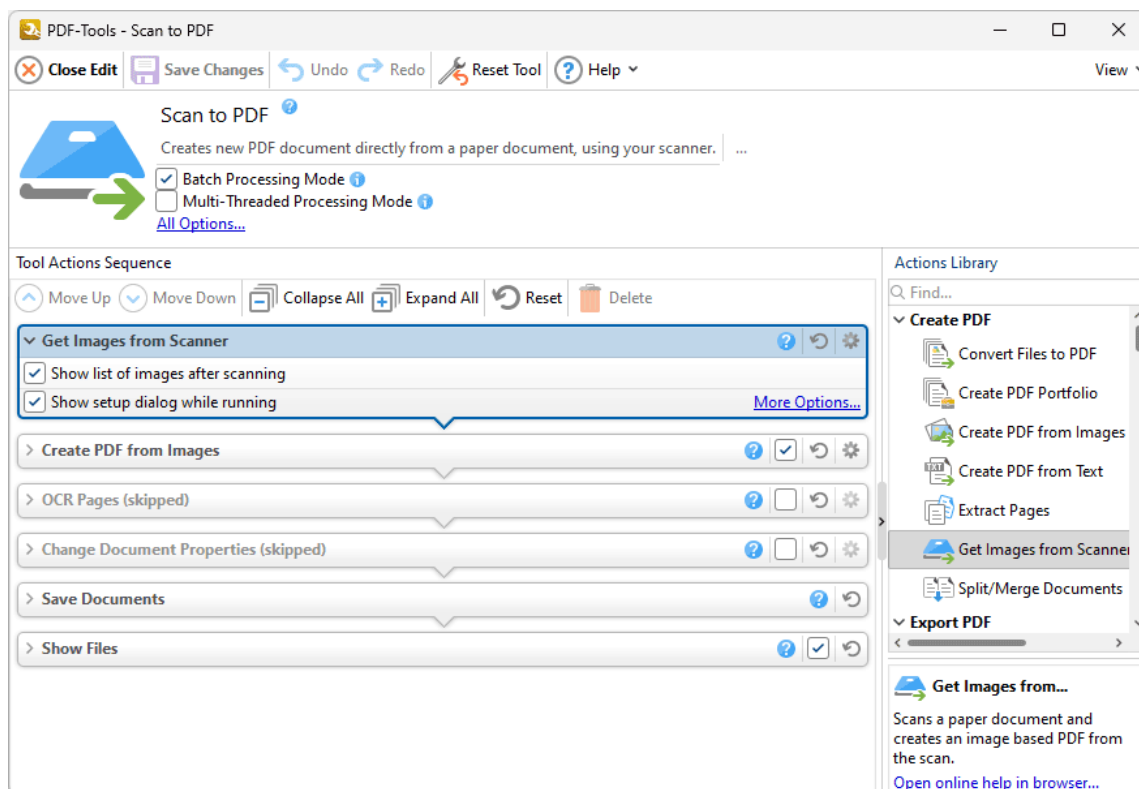 PDF-Tools - Scan to PDF
Close Edit Save Changes Undo Redo Reset Tool ? Help View
Scan to PDF ?
Creates new PDF document directly from a paper document, using your scanner. ...
Batch Processing Mode i
Multi-Threaded Processing Mode i
All Options...
Tool Actions Sequence
Move Up Move Down Collapse All Expand All Reset Delete
Get Images from Scanner ?
Show list of images after scanning
Show setup dialog while running More Options...
Create PDF from Images ?
OCR Pages (skipped) ?
Change Document Properties (skipped) ?
Save Documents ?
Show Files ?
Actions Library
Find...
Create PDF
Convert Files to PDF
Create PDF Portfolio
Create PDF from Images
TXT Create PDF from Text
Extract Pages
Get Images from Scanner
Split/Merge Documents
Export PDF
Get Images from...
Scans a paper document and
creates an image based PDF from
the scan.
Open online help in browser...